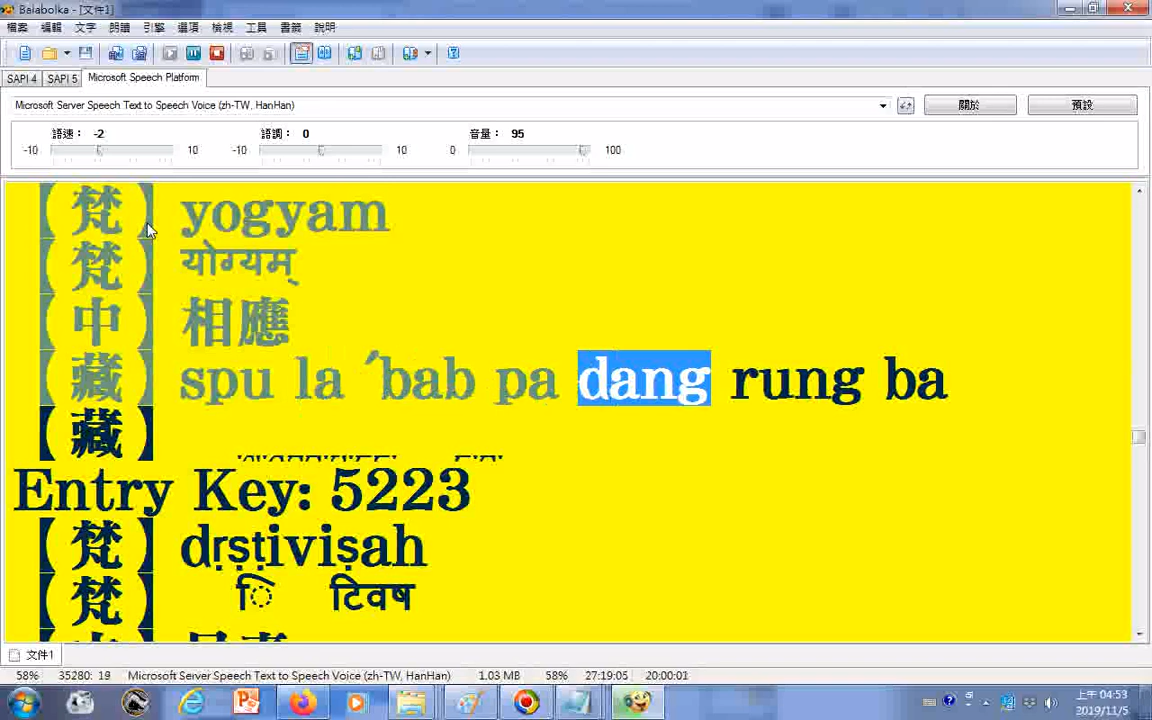 Balabolka - [文件1]
檔案 編輯 文字 朗讀 引擎 選項 檢視 工具 書籤 說明
SAPI 4 SAPI 5 Microsoft Speech Platform
Microsoft Server Speech Text to Speech Voice (zh-TW, HanHan) 關於 預設
語速： -2 語調： 0 音量： 95
-10 10 -10 10 0 100
【梵】 yogyam
【梵】 योग्यम्
【中】 相應
【藏】 spu la 'bab pa dang rung ba
【藏】
Entry Key: 5223
【梵】 dṛṣṭiviṣah
【梵】 ि टिवष
文件1
58% 35280: 19 Microsoft Server Speech Text to Speech Voice (zh-TW, HanHan) 1.03 MB 58% 27:19:05 20:00:01
上午 04:53
2019/11/5